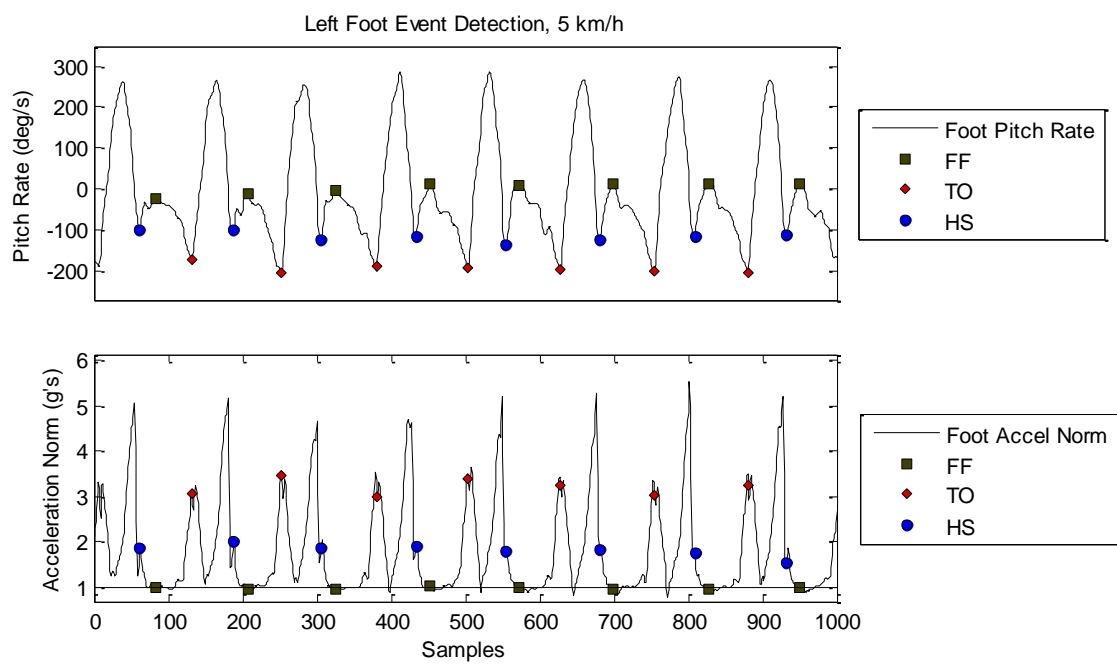 Left Foot Event Detection, 5 km/h
Pitch Rate (deg/s)
300
200
100
0
-100
-200
Foot Pitch Rate
FF
TO
HS
Acceleration Norm (g's)
6
5
4
3
2
1
0 100 200 300 400 500 600 700 800 900 1000
Samples
Foot Accel Norm
FF
TO
HS